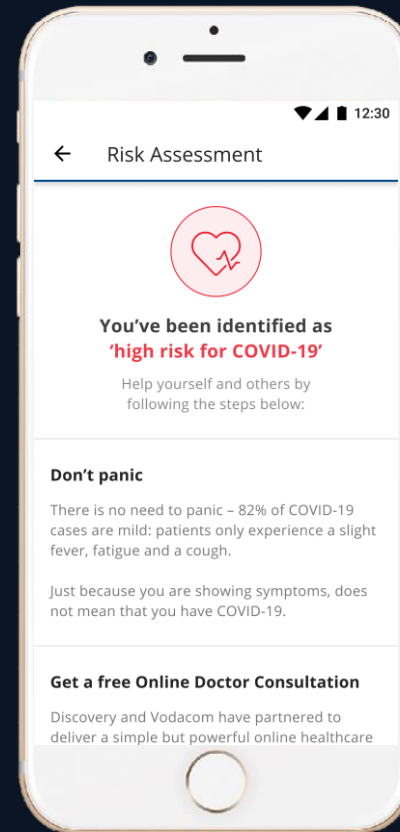 12:30
Risk Assessment
You’ve been identified as
‘high risk for COVID-19’
Help yourself and others by
following the steps below:
Don’t panic
There is no need to panic – 82% of COVID-19
cases are mild: patients only experience a slight
fever, fatigue and a cough.
Just because you are showing symptoms, does
not mean that you have COVID-19.
Get a free Online Doctor Consultation
Discovery and Vodacom have partnered to
deliver a simple but powerful online healthcare